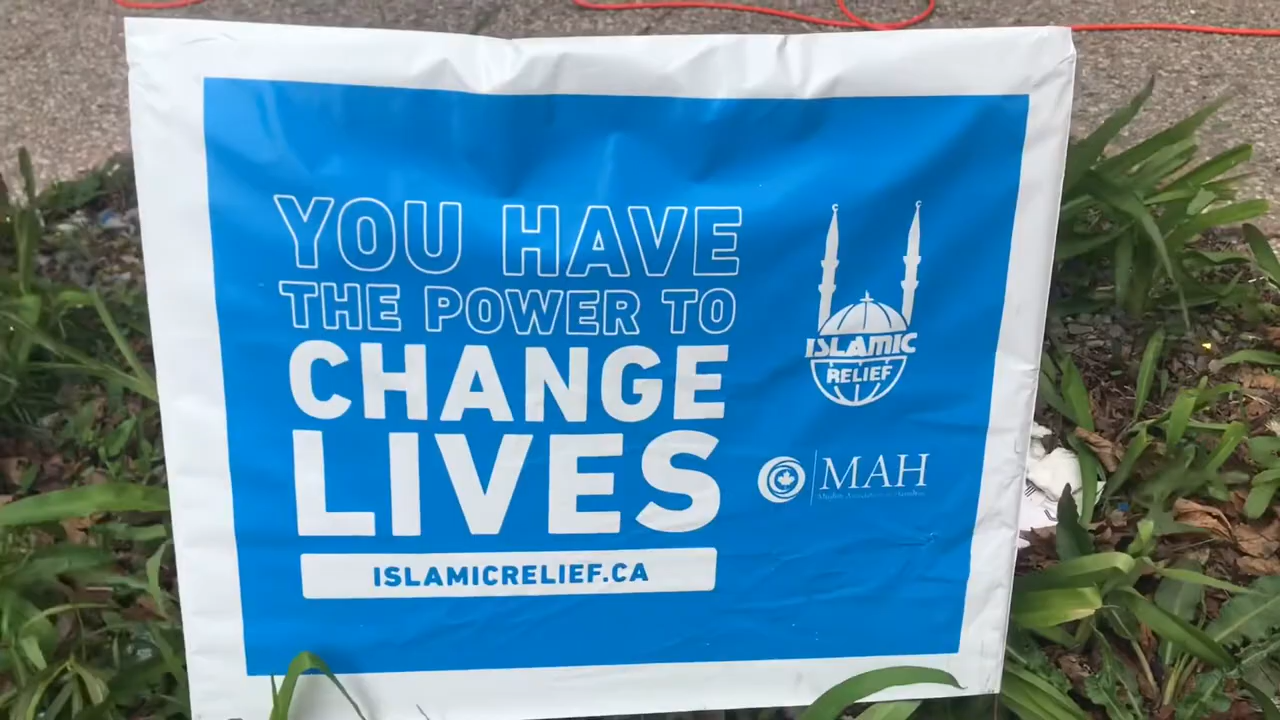 YOU HAVE
THE POWER TO
CHANGE
LIVES
ISLAMICRELIEF.CA
ISLAMIC
RELIEF
MAH